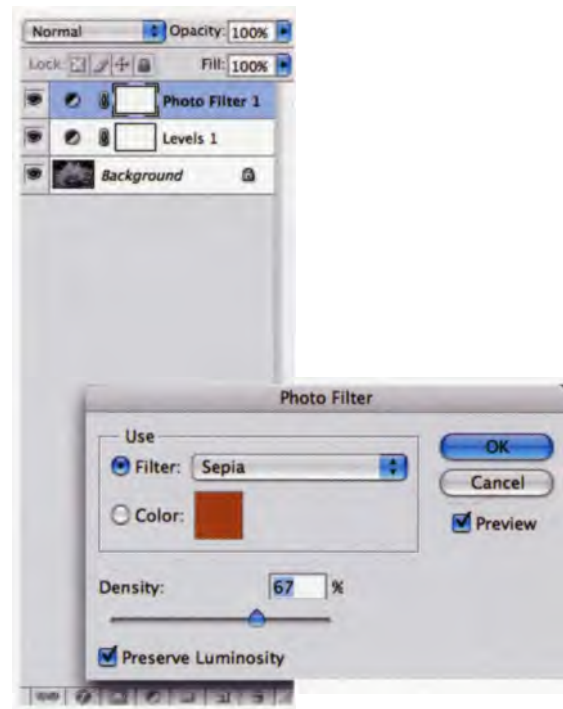 Normal Opacity: 100%
Lock: Fill: 100%
Photo Filter 1
Levels 1
Background
Photo Filter
Use
Filter: Sepia
OK
Cancel
Color:
Preview
Density: 67 %
Preserve Luminosity